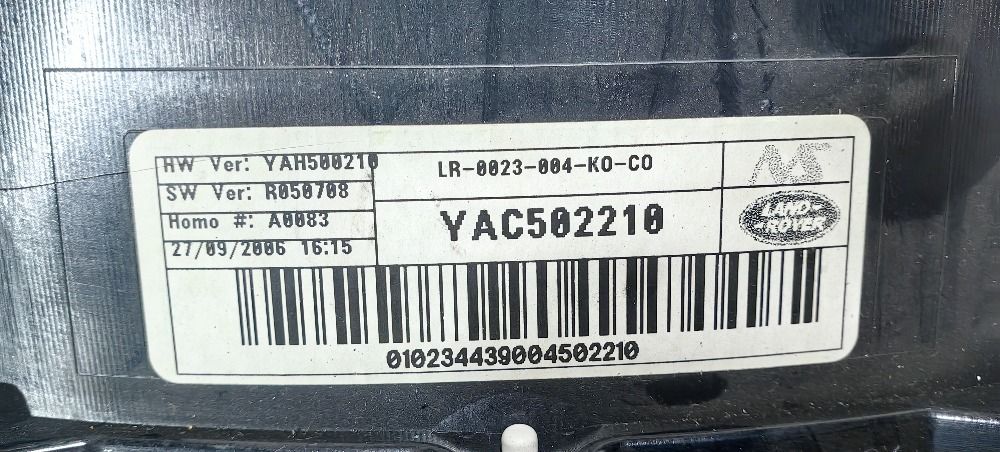 HW Ver: YAH500210
LR-0023-004-KO-CO
SW Ver: R050708
Homo #: A0083
YAC502210
LAND-
-ROVER
27/09/2006 16:15
010234439004502210